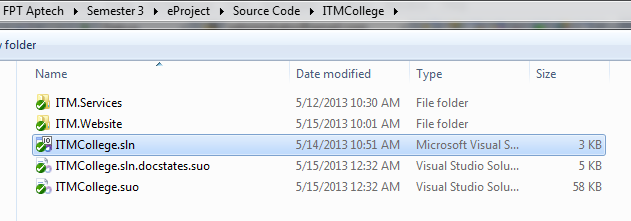 FPT Aptech Semester 3 eProject Source Code ITMCollege
folder
Name Date modified Type Size
ITM.Services 5/12/2013 10:30 AM File folder
ITM.Website 5/15/2013 10:01 AM File folder
ITMCollege.sln 5/14/2013 10:51 AM Microsoft Visual S... 3 KB
ITMCollege.sln.docstates.suo 5/15/2013 12:32 AM Visual Studio Solu... 5 KB
ITMCollege.suo 5/15/2013 12:32 AM Visual Studio Solu... 58 KB